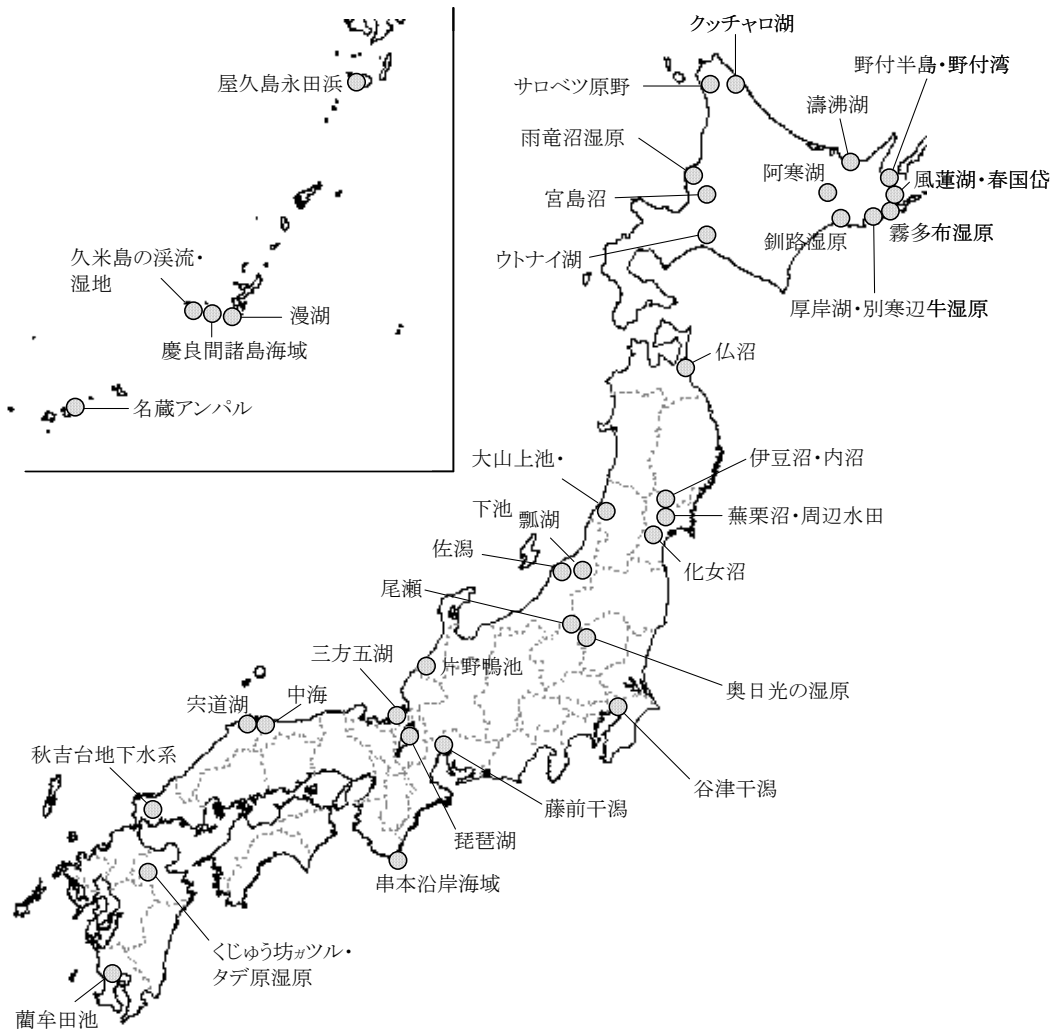 屋久島永田浜
久米島の渓流・
湿地
慶良間諸島海域
漫湖
名蔵アンパル
クッチャロ湖
サロベツ原野
野付半島・野付湾
濤沸湖
雨竜沼湿原
阿寒湖
宮島沼
風蓮湖・春国岱
霧多布湿原
釧路湿原
ウトナイ湖
厚岸湖・別寒辺牛湿原
仏沼
大山上池・
下池
伊豆沼・内沼
蕪栗沼・周辺水田
瓢湖
佐潟
化女沼
尾瀬
片野鴨池
三方五湖
奥日光の湿原
宍道湖
中海
秋吉台地下水系
谷津干潟
藤前干潟
琵琶湖
串本沿岸海域
くじゅう坊ガツル・
タデ原湿原
藺牟田池